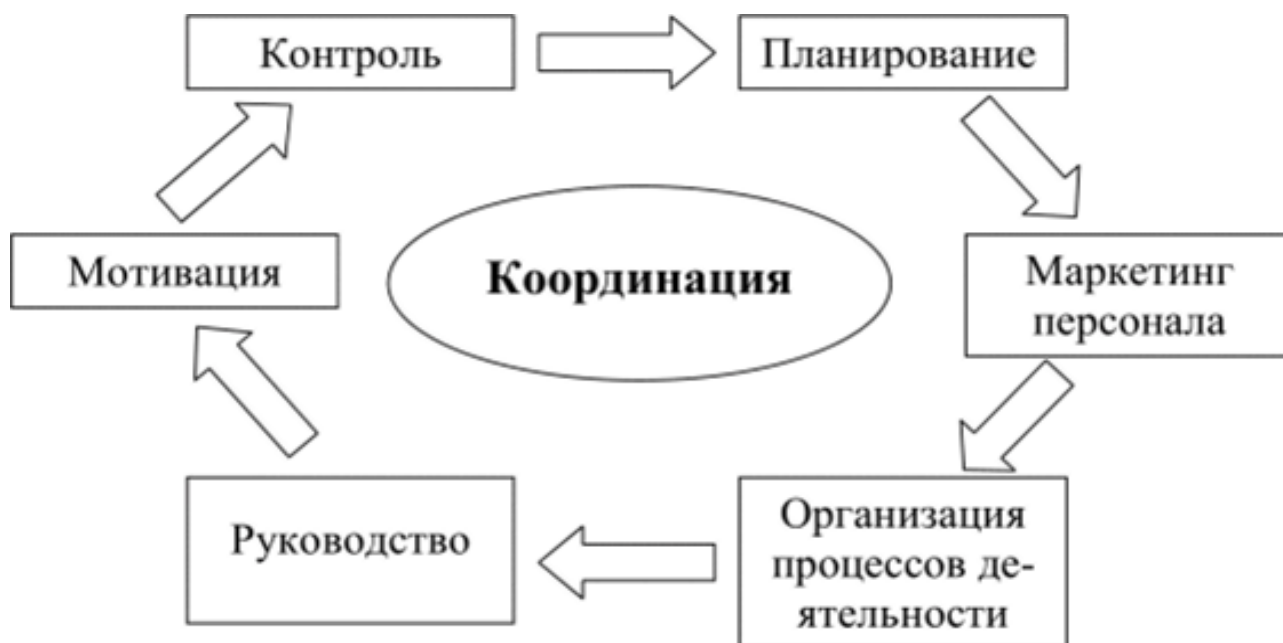 Контроль
Планирование
Мотивация
Координация
Маркетинг
персонала
Руководство
Организация
процессов де-
ятельности